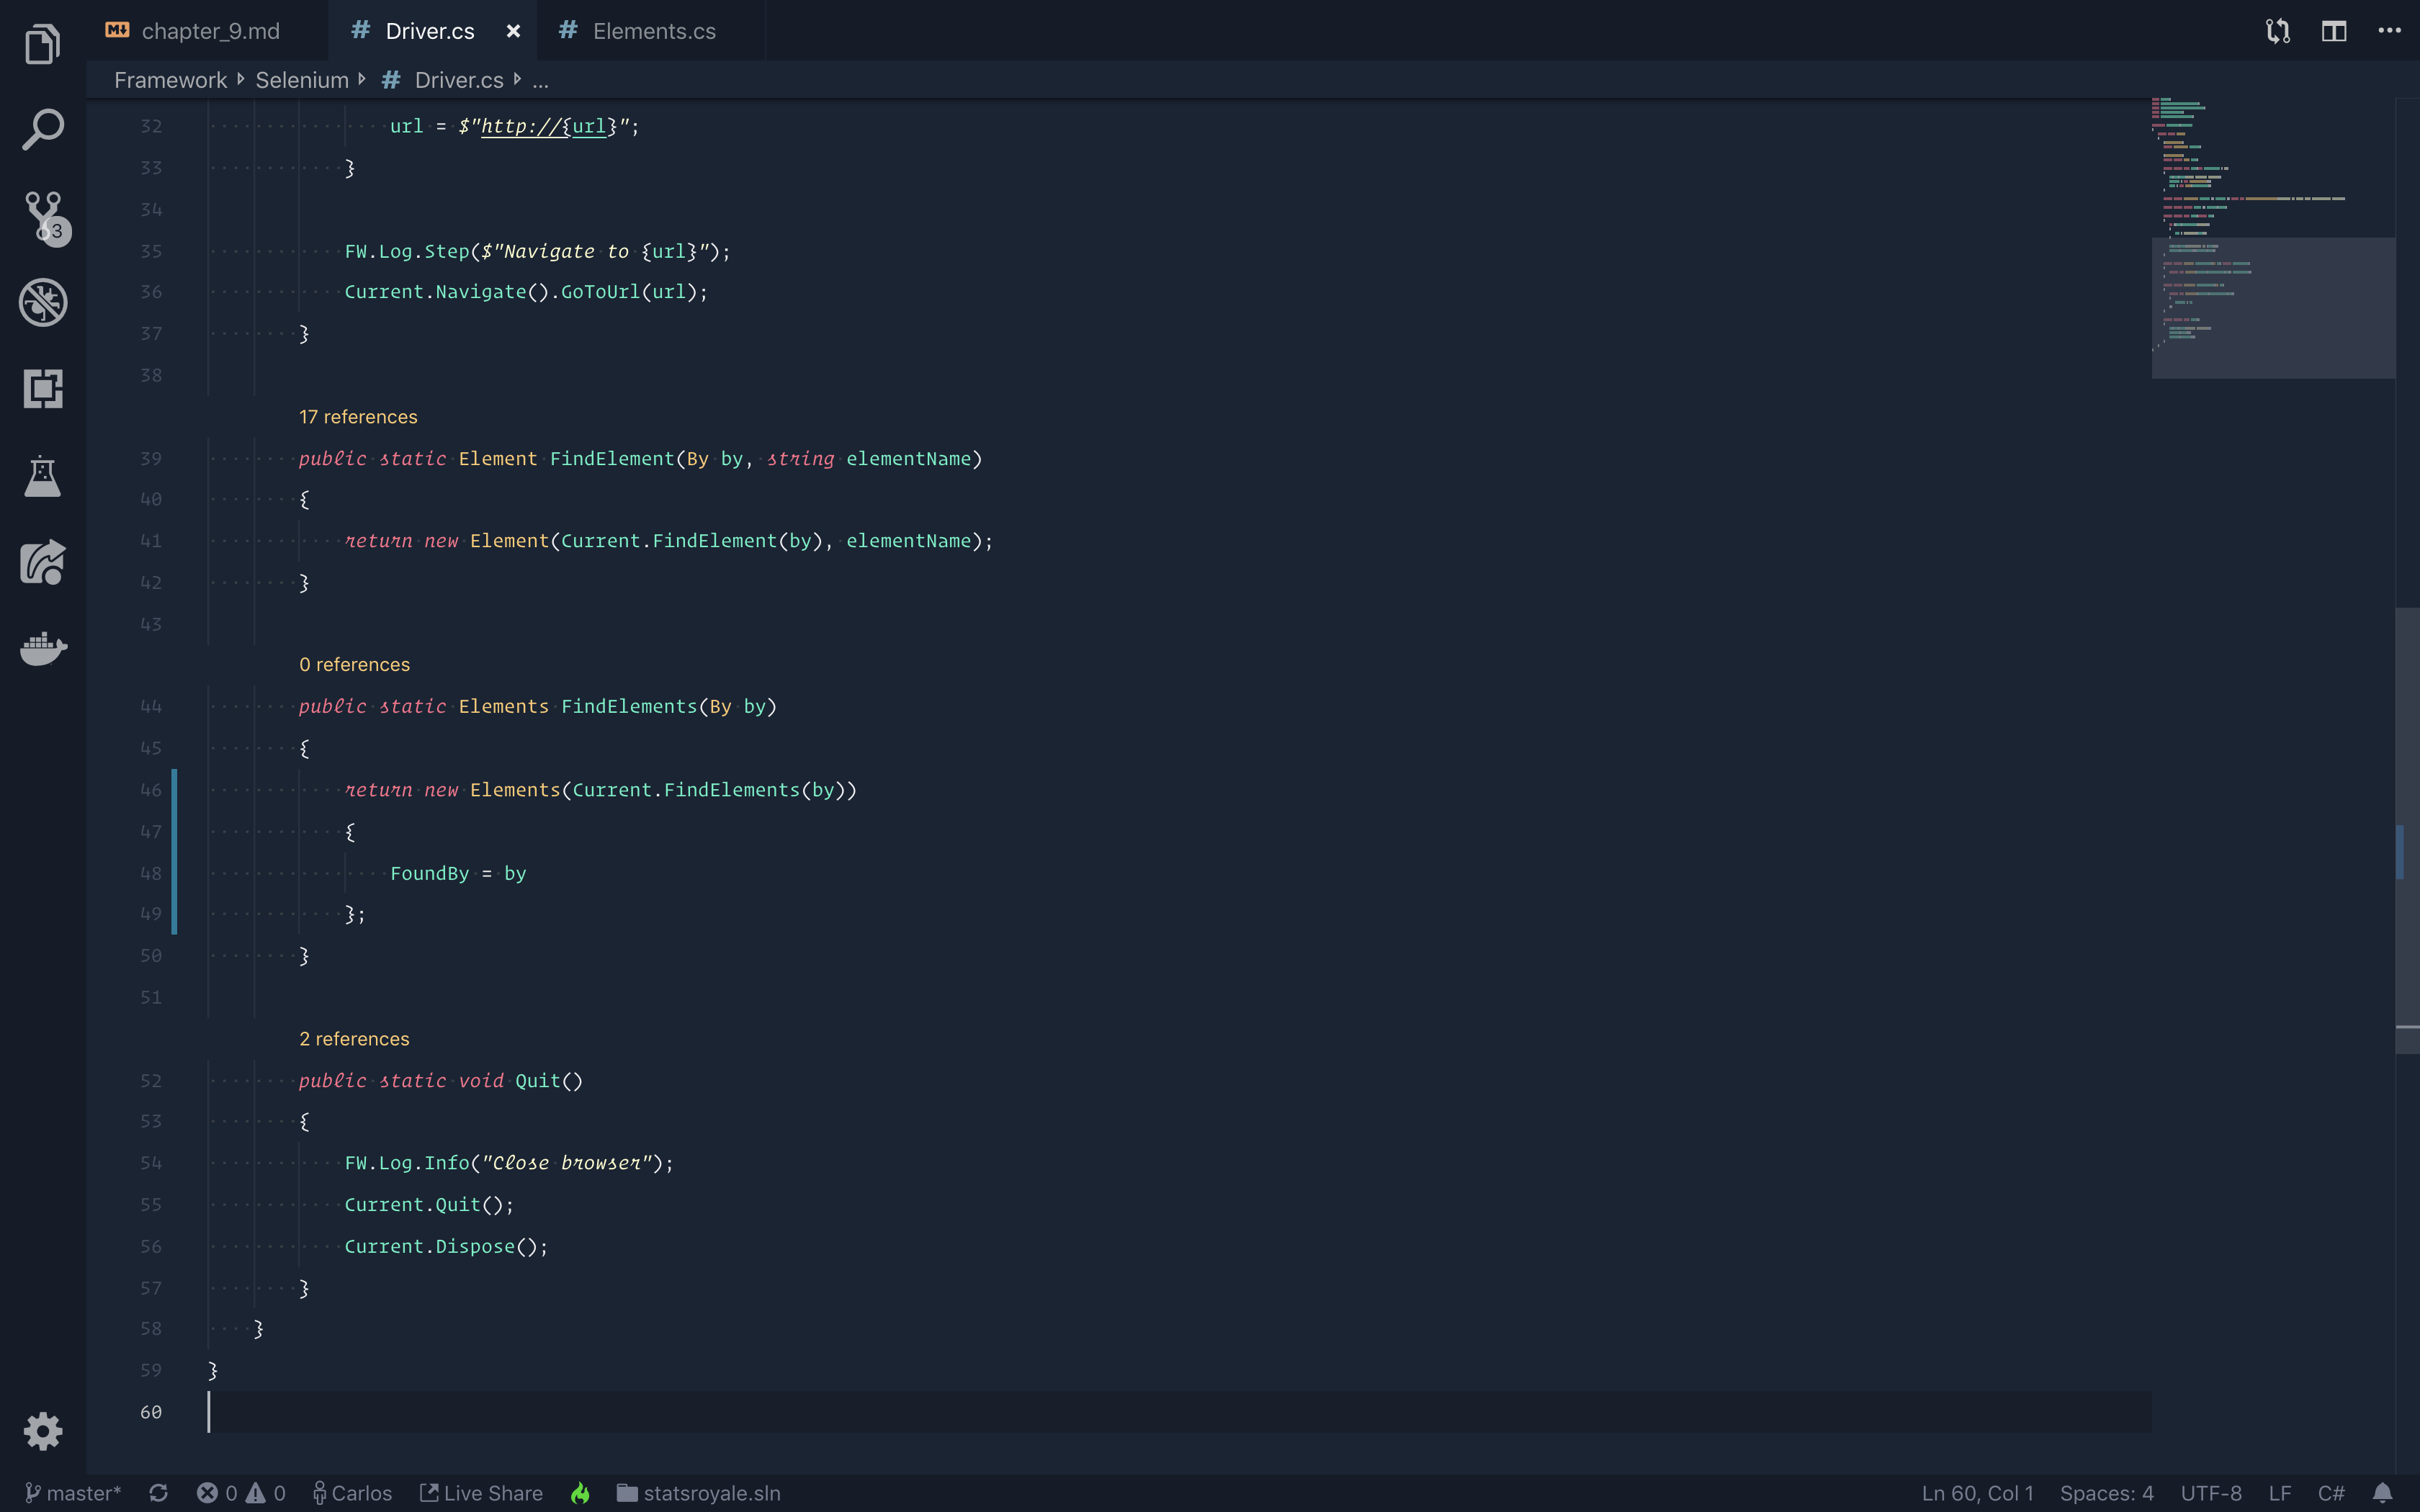 chapter_9.md # Driver.cs × # Elements.cs
Framework Selenium # Driver.cs ...
3
32 url = $"http://{url}";
33 }
34
35 FW.Log.Step($"Navigate to {url}");
36 Current.Navigate().GoToUrl(url);
37 }
38
17 references
39 public static Element FindElement(By by, string elementName)
40 {
41 return new Element(Current.FindElement(by), elementName);
42 }
43
0 references
44 public static Elements FindElements(By by)
45 {
46 return new Elements(Current.FindElements(by))
47 {
48 FoundBy = by
49 };
50 }
51
2 references
52 public static void Quit()
53 {
54 FW.Log.Info("Close browser");
55 Current.Quit();
56 Current.Dispose();
57 }
58 }
59 }
60
master* 0 0 Carlos Live Share statsroyale.sln Ln 60, Col 1 Spaces: 4 UTF-8 LF C#